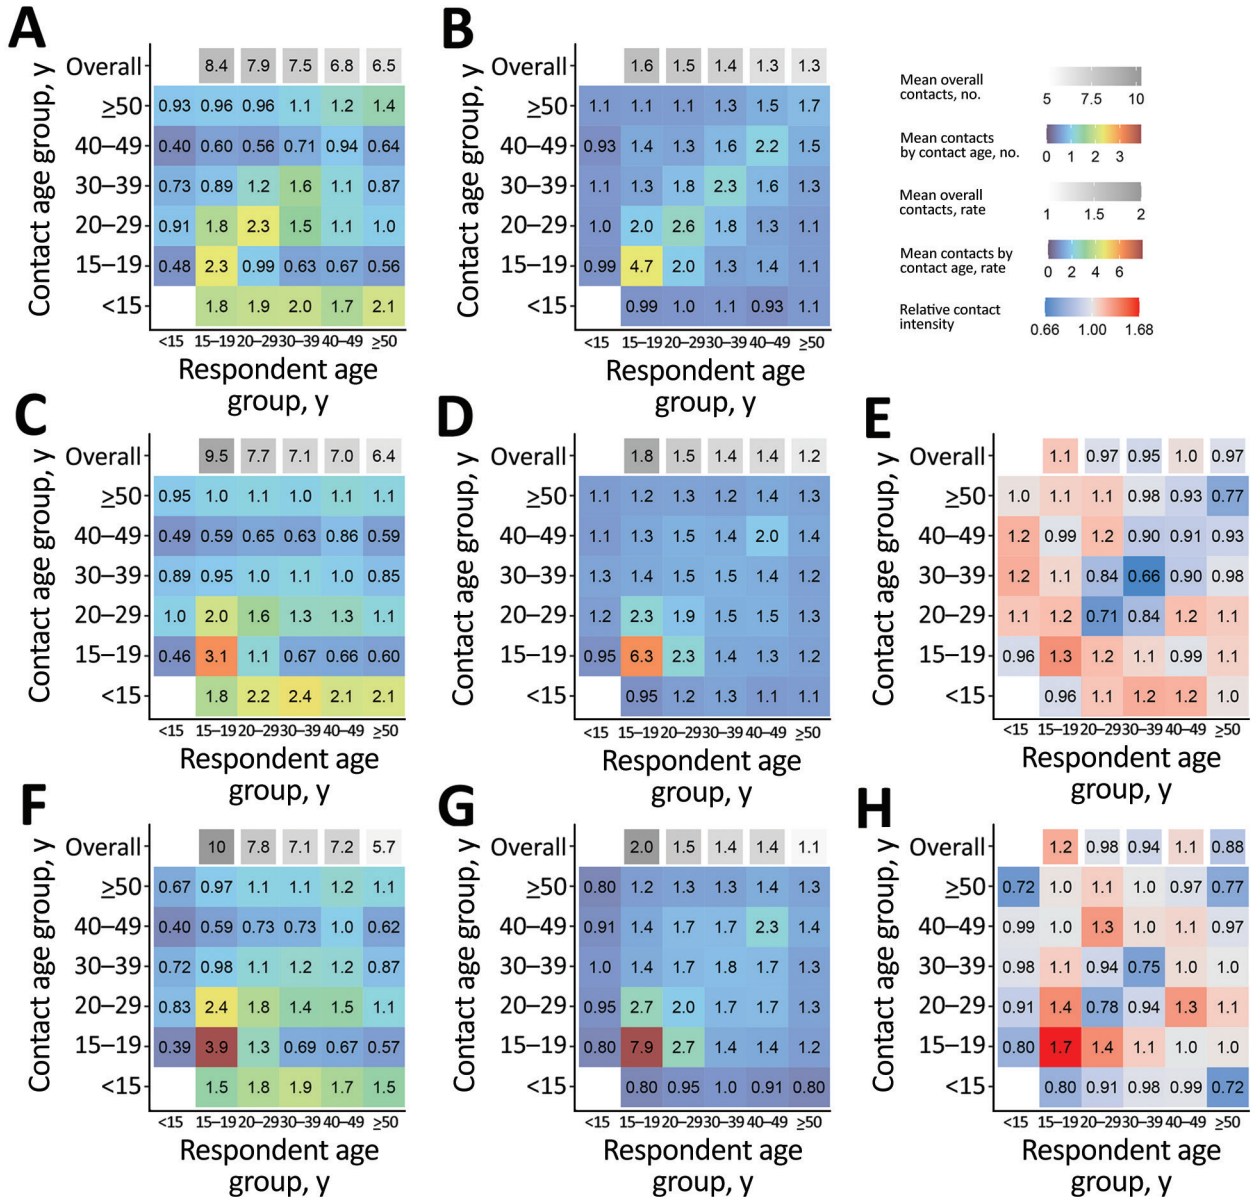 A
Contact age group, y
Overall 8.4 7.9 7.5 6.8 6.5
≥50 0.93 0.96 0.96 1.1 1.2 1.4
40–49 0.40 0.60 0.56 0.71 0.94 0.64
30–39 0.73 0.89 1.2 1.6 1.1 0.87
20–29 0.91 1.8 2.3 1.5 1.1 1.0
15–19 0.48 2.3 0.99 0.63 0.67 0.56
<15 1.8 1.9 2.0 1.7 2.1
<15 15–19 20–29 30–39 40–49 ≥50
Respondent age
group, y
B
Contact age group, y
Overall 1.6 1.5 1.4 1.3 1.3
≥50 1.1 1.1 1.1 1.3 1.5 1.7
40–49 0.93 1.4 1.3 1.6 2.2 1.5
30–39 1.1 1.3 1.8 2.3 1.6 1.3
20–29 1.0 2.0 2.6 1.8 1.3 1.1
15–19 0.99 4.7 2.0 1.3 1.4 1.1
<15 0.99 1.0 1.1 0.93 1.1
<15 15–19 20–29 30–39 40–49 ≥50
Respondent age
group, y
Mean overall
contacts, no.
5 7.5 10
Mean contacts
by contact age, no.
0 1 2 3
Mean overall
contacts, rate
1 1.5 2
Mean contacts by
contact age, rate
0 2 4 6
Relative contact
intensity
0.66 1.00 1.68
C
Contact age group, y
Overall 9.5 7.7 7.1 7.0 6.4
≥50 0.95 1.0 1.1 1.0 1.1 1.1
40–49 0.49 0.59 0.65 0.63 0.86 0.59
30–39 0.89 0.95 1.0 1.1 1.0 0.85
20–29 1.0 2.0 1.6 1.3 1.3 1.1
15–19 0.46 3.1 1.1 0.67 0.66 0.60
<15 1.8 2.2 2.4 2.1 2.1
<15 15–19 20–29 30–39 40–49 ≥50
Respondent age
group, y
D
Contact age group, y
Overall 1.8 1.5 1.4 1.4 1.2
≥50 1.1 1.2 1.3 1.2 1.4 1.3
40–49 1.1 1.3 1.5 1.4 2.0 1.4
30–39 1.3 1.4 1.5 1.5 1.4 1.2
20–29 1.2 2.3 1.9 1.5 1.5 1.3
15–19 0.95 6.3 2.3 1.4 1.3 1.2
<15 0.95 1.2 1.3 1.1 1.1
<15 15–19 20–29 30–39 40–49 ≥50
Respondent age
group, y
E
Contact age group, y
Overall 1.1 0.97 0.95 1.0 0.97
≥50 1.0 1.1 1.1 0.98 0.93 0.77
40–49 1.2 0.99 1.2 0.90 0.91 0.93
30–39 1.2 1.1 0.84 0.66 0.90 0.98
20–29 1.1 1.2 0.71 0.84 1.2 1.1
15–19 0.96 1.3 1.2 1.1 0.99 1.1
<15 0.96 1.1 1.2 1.2 1.0
<15 15–19 20–29 30–39 40–49 ≥50
Respondent age
group, y
F
Contact age group, y
Overall 10 7.8 7.1 7.2 5.7
≥50 0.67 0.97 1.1 1.1 1.2 1.1
40–49 0.40 0.59 0.73 0.73 1.0 0.62
30–39 0.72 0.98 1.1 1.2 1.2 0.87
20–29 0.83 2.4 1.8 1.4 1.5 1.1
15–19 0.39 3.9 1.3 0.69 0.67 0.57
<15 1.5 1.8 1.9 1.7 1.5
<15 15–19 20–29 30–39 40–49 ≥50
Respondent age
group, y
G
Contact age group, y
Overall 2.0 1.5 1.4 1.4 1.1
≥50 0.80 1.2 1.3 1.3 1.4 1.3
40–49 0.91 1.4 1.7 1.7 2.3 1.4
30–39 1.0 1.4 1.7 1.8 1.7 1.3
20–29 0.95 2.7 2.0 1.7 1.7 1.3
15–19 0.80 7.9 2.7 1.4 1.4 1.2
<15 0.80 0.95 1.0 0.91 0.80
<15 15–19 20–29 30–39 40–49 ≥50
Respondent age
group, y
H
Contact age group, y
Overall 1.2 0.98 0.94 1.1 0.88
≥50 0.72 1.0 1.1 1.0 0.97 0.77
40–49 0.99 1.0 1.3 1.0 1.1 0.97
30–39 0.98 1.1 0.94 0.75 1.0 1.0
20–29 0.91 1.4 0.78 0.94 1.3 1.1
15–19 0.80 1.7 1.4 1.1 1.0 1.0
<15 0.80 0.91 0.98 0.99 0.72
<15 15–19 20–29 30–39 40–49 ≥50
Respondent age
group, y